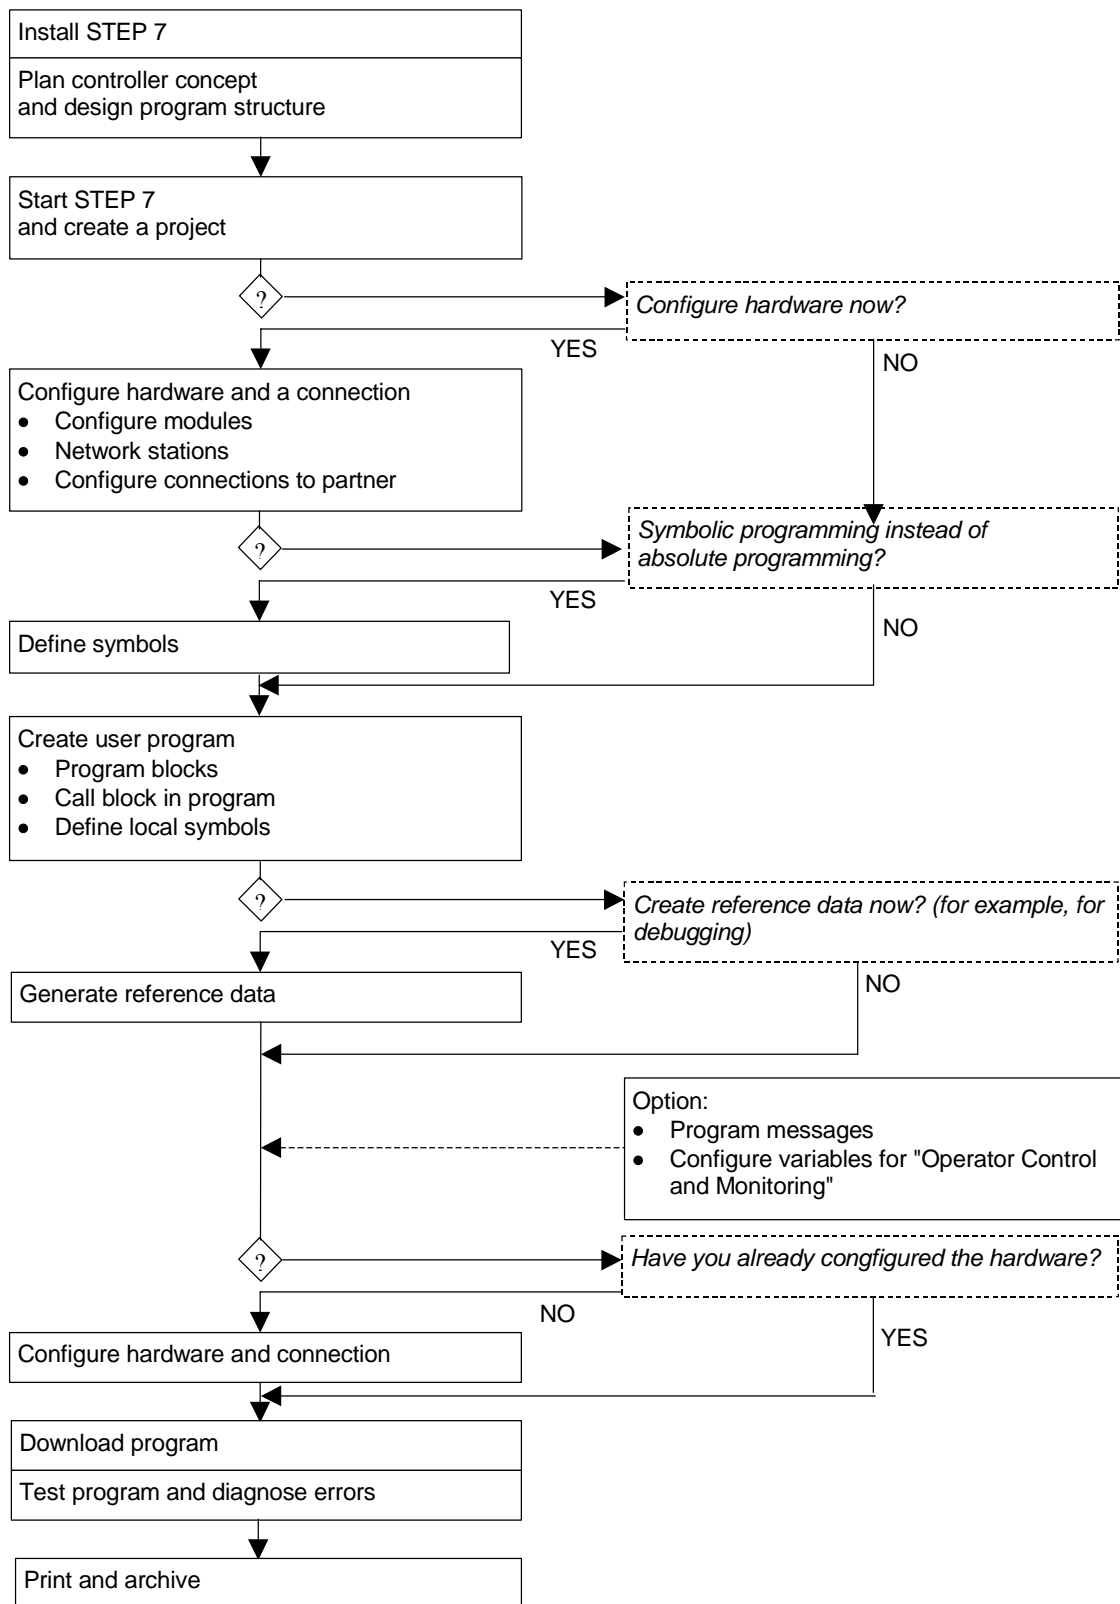 Install STEP 7
Plan controller concept
and design program structure
Start STEP 7
and create a project
?
Configure hardware now?
YES
NO
Configure hardware and a connection
• Configure modules
• Network stations
• Configure connections to partner
?
Symbolic programming instead of
absolute programming?
YES
NO
Define symbols
Create user program
• Program blocks
• Call block in program
• Define local symbols
?
Create reference data now? (for example, for
debugging)
YES
NO
Generate reference data
Option:
• Program messages
• Configure variables for "Operator Control
and Monitoring"
?
Have you already congfigured the hardware?
NO
YES
Configure hardware and connection
Download program
Test program and diagnose errors
Print and archive